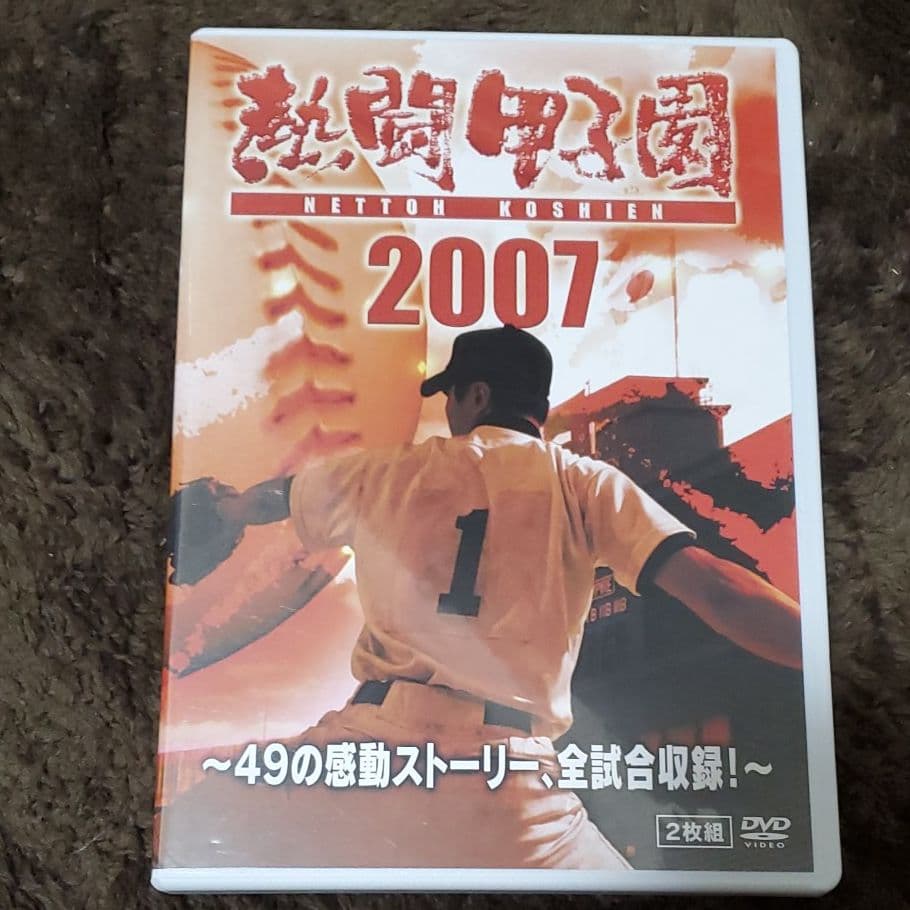 熱闘甲子園
NETTOH KOSHIEN
2007
1
～49の感動ストーリー、全試合収録!～
2枚組 DVD
VIDEO